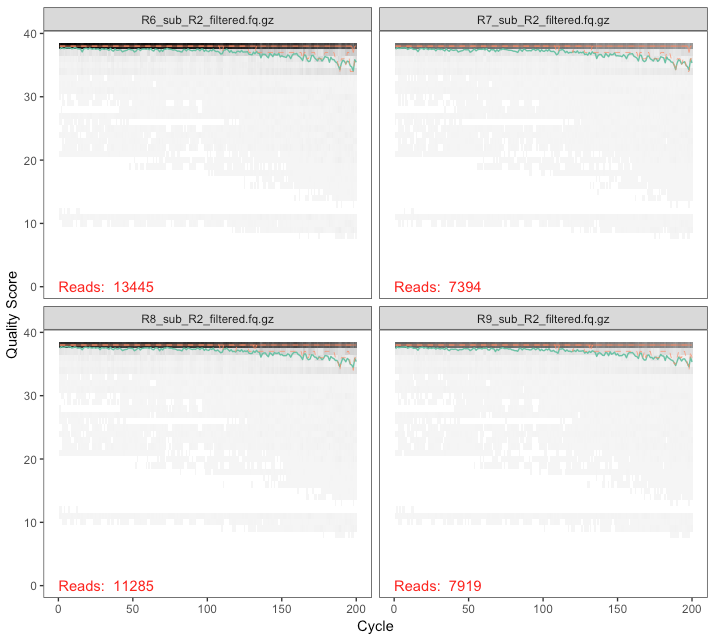 R6_sub_R2_filtered.fq.gz
R7_sub_R2_filtered.fq.gz
40
30
20
10
0
Reads: 13445
Reads: 7394
Quality Score
R8_sub_R2_filtered.fq.gz
R9_sub_R2_filtered.fq.gz
40
30
20
10
0
Reads: 11285
Reads: 7919
0 50 100 150 200
0 50 100 150 200
Cycle